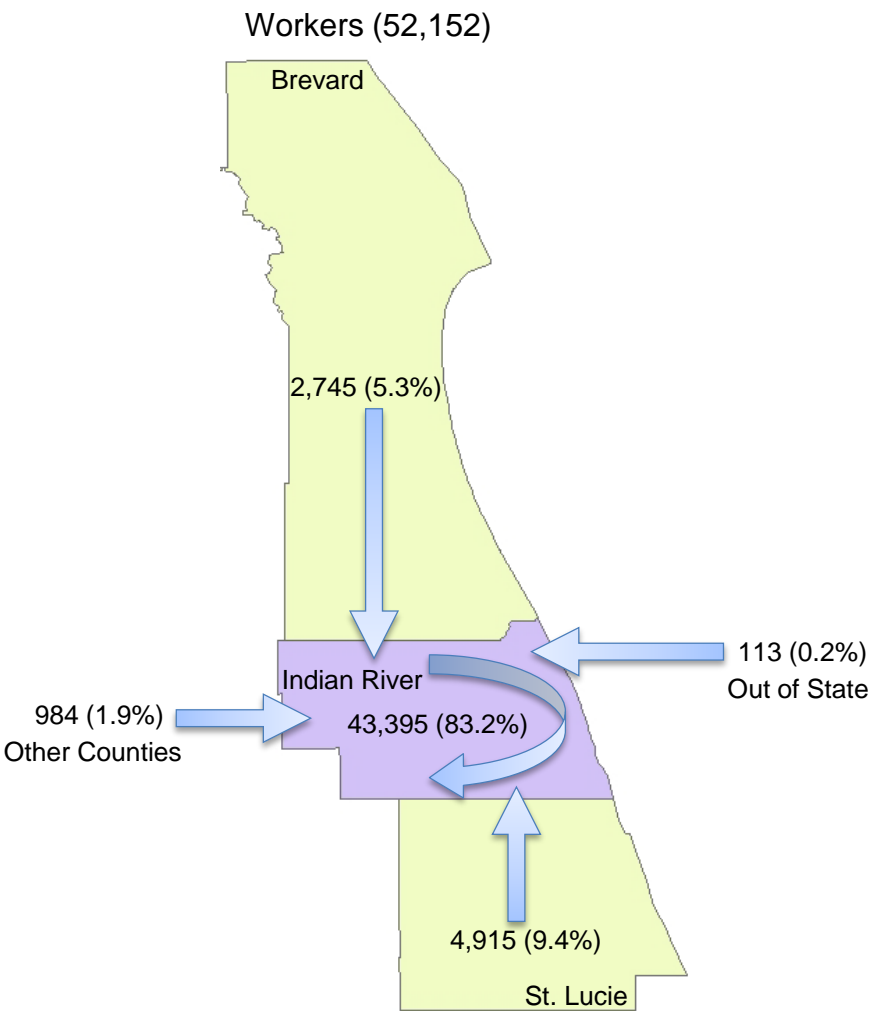 Workers (52,152)
Brevard
2,745 (5.3%)
113 (0.2%)
Out of State
Indian River
984 (1.9%)
Other Counties
43,395 (83.2%)
4,915 (9.4%)
St. Lucie